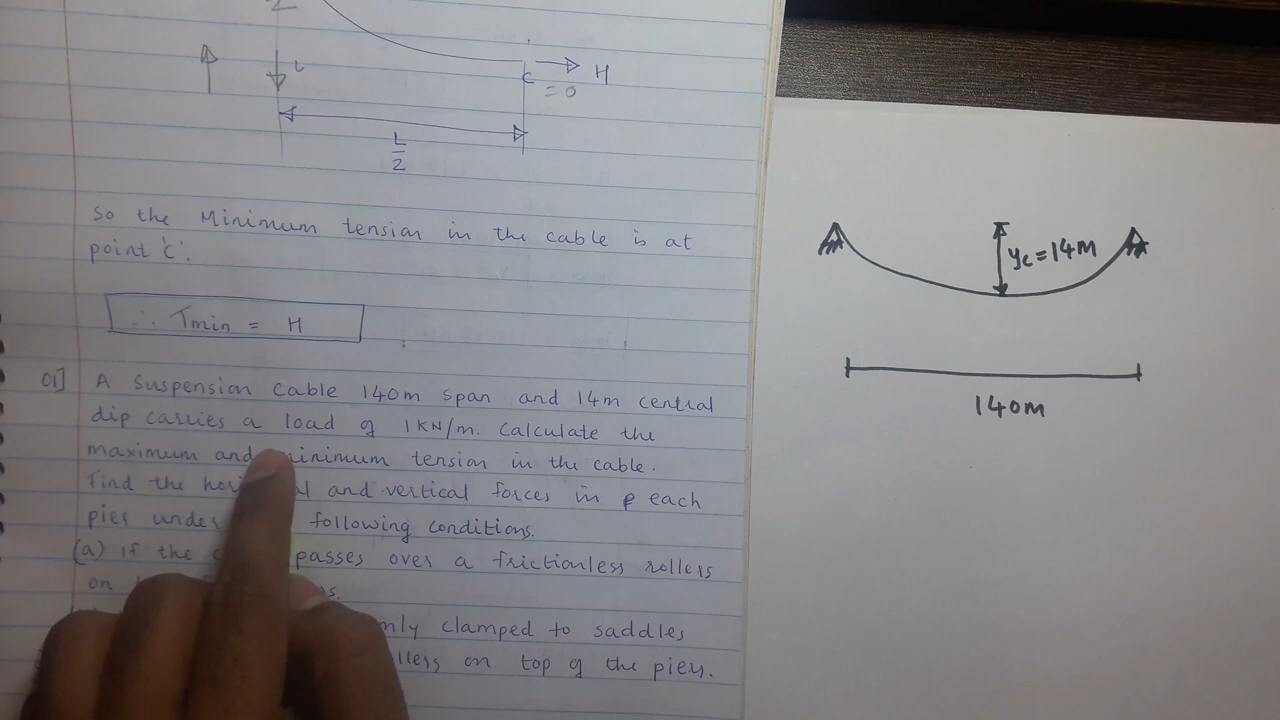 C
H
= 0
L
2
So the Minimum tension in the cable is at
point 'c'.
∴ Tmin = H
01] A Suspension cable 140m span and 14m central
dip carries a load of 1KN/m. Calculate the
maximum and minimum tension in the cable.
Find the and vertical forces in each
piers under following conditions.
(a) If the passes over a frictionless rollers
on
clamped to saddles
on top of the piers.
yc=14m
140m